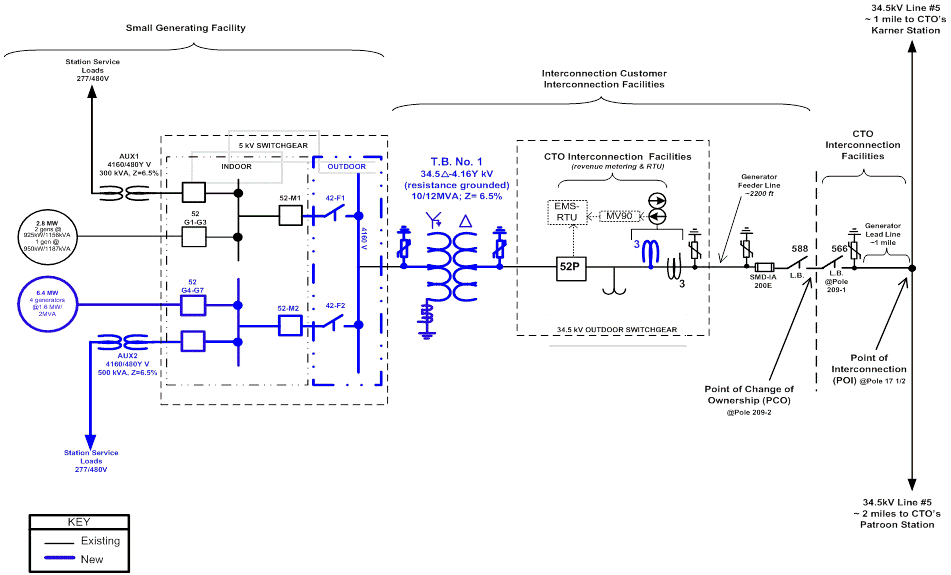 34.5kV Line #5
~ 1 mile to CTO's
Karner Station
Small Generating Facility
Station Service
Loads
277/480V
Interconnection Customer
Interconnection Facilities
CTO
Interconnection
Facilities
AUX1
4160/480Y V
300 kVA, Z=6.5%
5 kV SWITCHGEAR
INDOOR
OUTDOOR
52-M1
42-F1
52
G1-G3
2.8 MW
2 gens @
925kW/1156kVA
1 gen @
950kW/1187kVA
4160 V
T.B. No. 1
34.5△-4.16Y kV
(resistance grounded)
10/12MVA; Z= 6.5%
CTO Interconnection Facilities
(revenue metering & RTU)
EMS-
RTU
MV90
3
52P
3
34.5 kV OUTDOOR SWITCHGEAR
Generator
Feeder Line
~2200 ft
SMD-IA
200E
588
L.B.
566
L.B.
@Pole
209-1
Generator
Lead Line
~1 mile
6.4 MW
4 generators
@1.6 MW/
2MVA
52
G4-G7
52-M2
42-F2
AUX2
4160/480Y V
500 kVA, Z=6.5%
Station Service
Loads
277/480V
Point of Change of
Ownership (PCO)
@Pole 209-2
Point of
Interconnection
(POI) @Pole 17 1/2
34.5kV Line #5
~ 2 miles to CTO's
Patroon Station
KEY
Existing
New